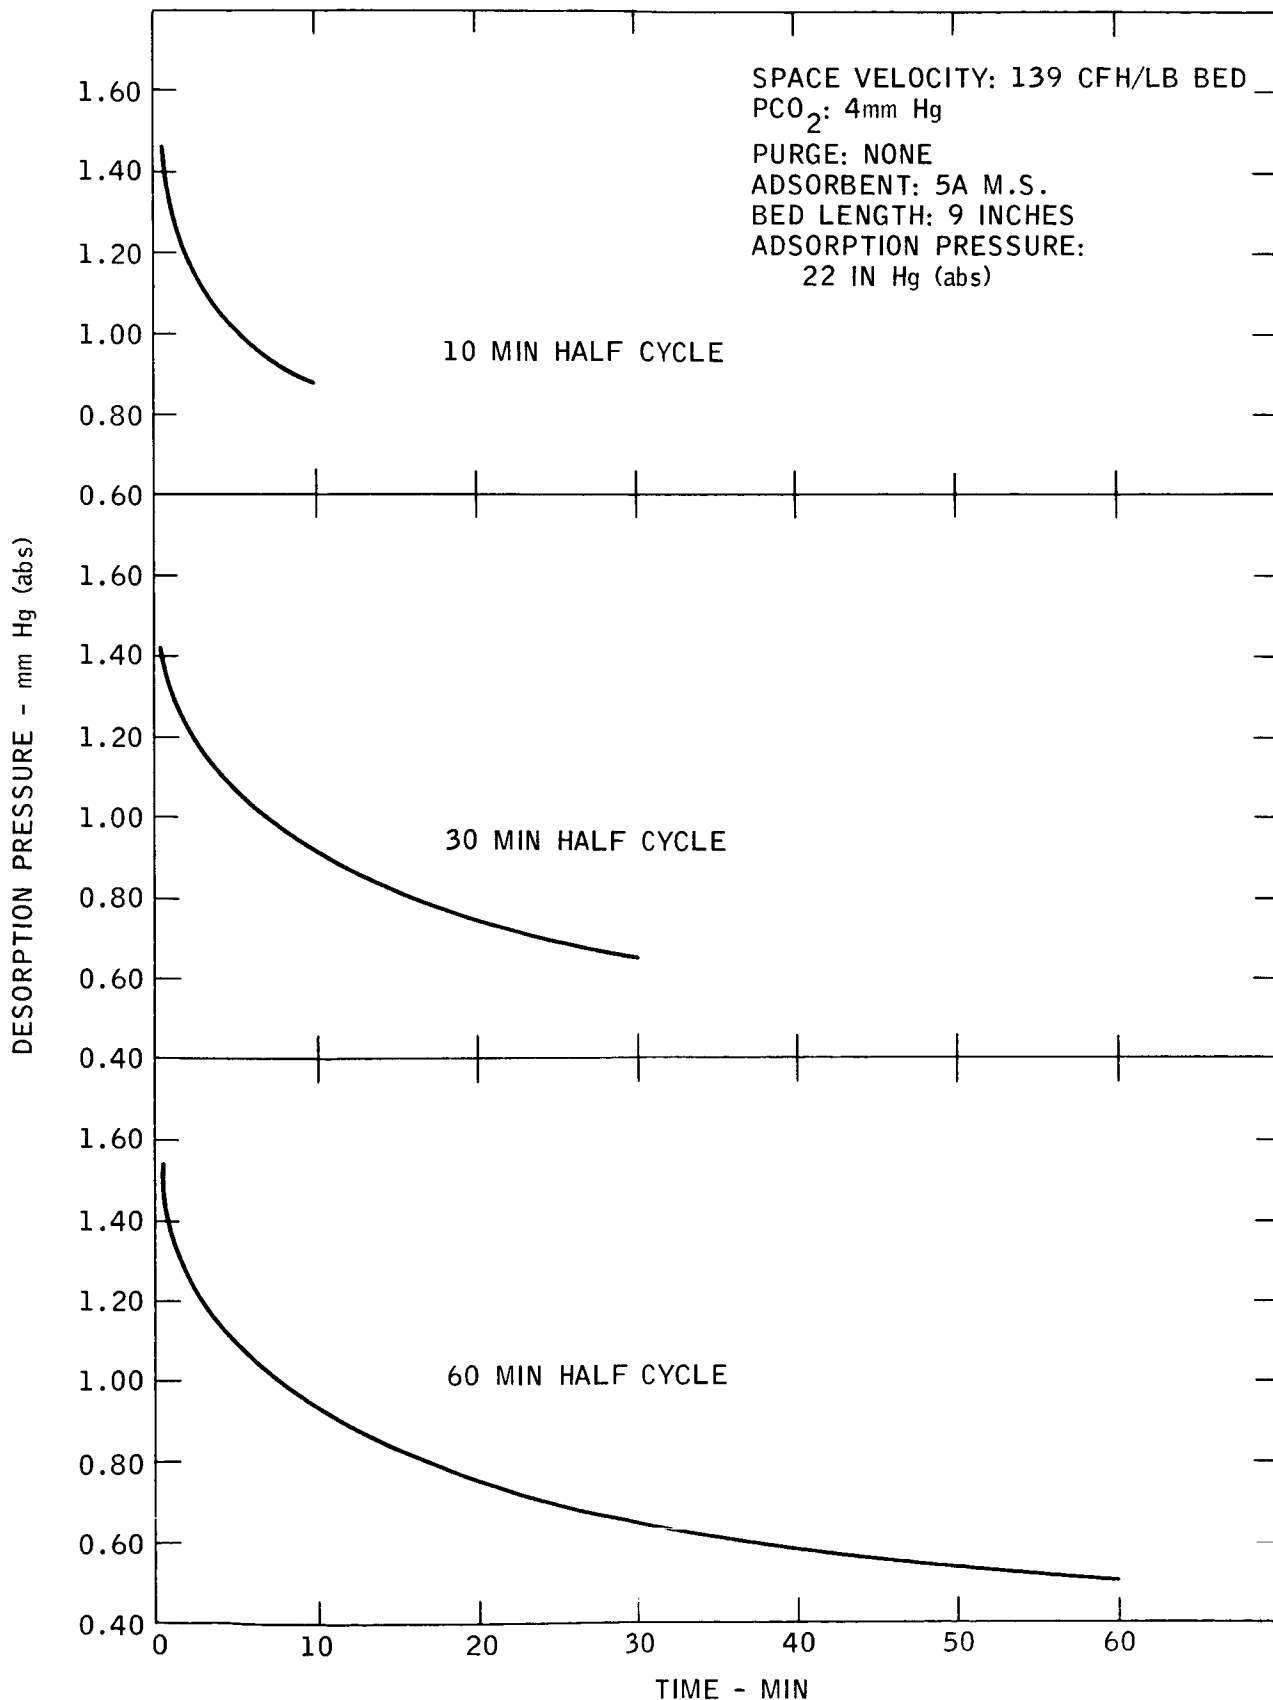 SPACE VELOCITY: 139 CFH/LB BED
PCO2: 4mm Hg
PURGE: NONE
ADSORBENT: 5A M.S.
BED LENGTH: 9 INCHES
ADSORPTION PRESSURE:
22 IN Hg (abs)
1.60
1.40
1.20
1.00
0.80
0.60
10 MIN HALF CYCLE
1.60
1.40
1.20
1.00
0.80
0.60
0.40
30 MIN HALF CYCLE
1.60
1.40
1.20
1.00
0.80
0.60
0.40
60 MIN HALF CYCLE
DESORPTION PRESSURE - mm Hg (abs)
0 10 20 30 40 50 60
TIME - MIN